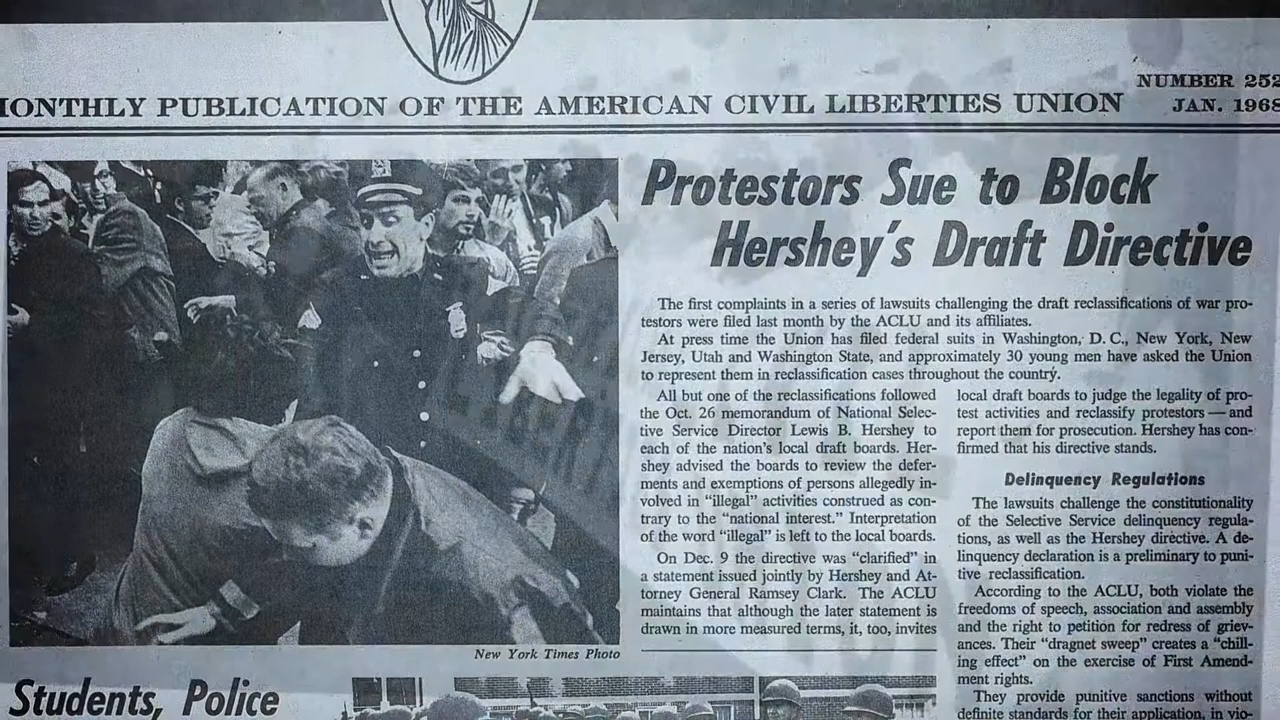 MONTHLY PUBLICATION OF THE AMERICAN CIVIL LIBERTIES UNION
NUMBER 252
JAN. 1968
Protestors Sue to Block
Hershey's Draft Directive
The first complaints in a series of lawsuits challenging the draft reclassifications of war pro-
testors were filed last month by the ACLU and its affiliates.
At press time the Union has filed federal suits in Washington, D. C., New York, New
Jersey, Utah and Washington State, and approximately 30 young men have asked the Union
to represent them in reclassification cases throughout the country.
All but one of the reclassifications followed
the Oct. 26 memorandum of National Selec-
tive Service Director Lewis B. Hershey to
each of the nation's local draft boards. Her-
shey advised the boards to review the defer-
ments and exemptions of persons allegedly in-
volved in "illegal" activities construed as con-
trary to the "national interest." Interpretation
of the word "illegal" is left to the local boards.
On Dec. 9 the directive was "clarified" in
a statement issued jointly by Hershey and At-
torney General Ramsey Clark. The ACLU
maintains that although the later statement is
drawn in more measured terms, it, too, invites
local draft boards to judge the legality of pro-
test activities and reclassify protestors — and
report them for prosecution. Hershey has con-
firmed that his directive stands.
Delinquency Regulations
The lawsuits challenge the constitutionality
of the Selective Service delinquency regula-
tions, as well as the Hershey directive. A de-
linquency declaration is a preliminary to puni-
tive reclassification.
According to the ACLU, both violate the
freedoms of speech, association and assembly
and the right to petition for redress of griev-
ances. Their "dragnet sweep" creates a "chill-
ing effect" on the exercise of First Amend-
ment rights.
They provide punitive sanctions without
definite standards for their application, in vio-
New York Times Photo
Students, Police